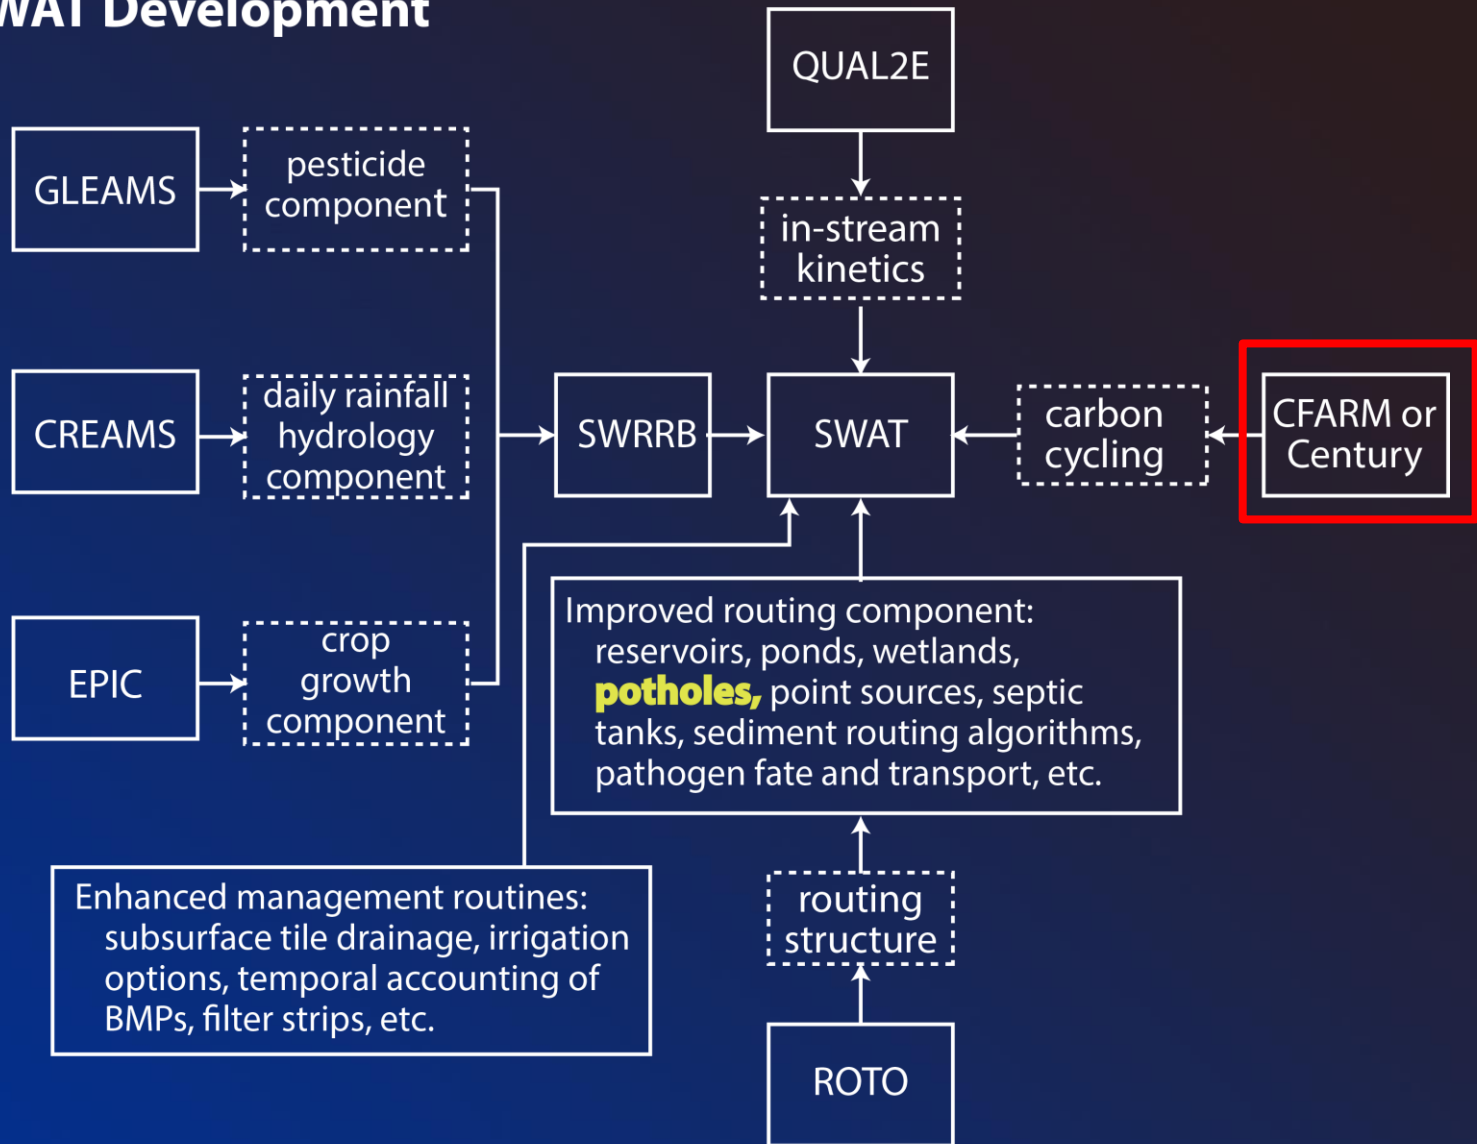 WAT Development
QUAL2E
GLEAMS
pesticide
component
in-stream
kinetics
CREAMS
daily rainfall
hydrology
component
SWRRB
SWAT
carbon
cycling
CFARM or
Century
EPIC
crop
growth
component
Improved routing component:
reservoirs, ponds, wetlands,
potholes, point sources, septic
tanks, sediment routing algorithms,
pathogen fate and transport, etc.
Enhanced management routines:
subsurface tile drainage, irrigation
options, temporal accounting of
BMPs, filter strips, etc.
routing
structure
ROTO